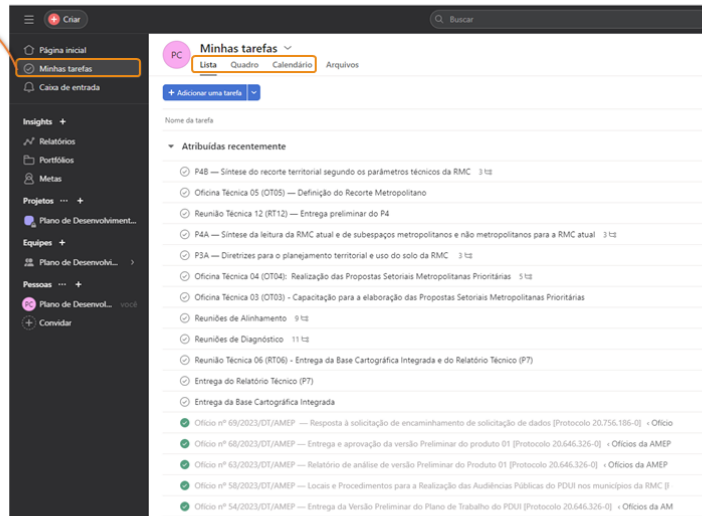 Criar
Buscar
Página inicial
Minhas tarefas
Caixa de entrada
Insights +
Relatórios
Portfólios
Metas
Projetos ... +
Plano de Desenvolviment...
Equipes +
Plano de Desenvolvi... >
Pessoas ... +
PC Plano de Desenvol... você
Convidar
PC
Minhas tarefas
Lista Quadro Calendário Arquivos
+ Adicionar uma tarefa
Nome da tarefa
Atribuídas recentemente
P4B — Síntese do recorte territorial segundo os parâmetros técnicos da RMC 3
Oficina Técnica 05 (OT05) — Definição do Recorte Metropolitano
Reunião Técnica 12 (RT12) — Entrega preliminar do P4
P4A — Síntese da leitura da RMC atual e de subespaços metropolitanos e não metropolitanos para a RMC atual 3
P3A — Diretrizes para o planejamento territorial e uso do solo da RMC 3
Oficina Técnica 04 (OT04): Realização das Propostas Setoriais Metropolitanas Prioritárias 5
Oficina Técnica 03 (OT03) - Capacitação para a elaboração das Propostas Setoriais Metropolitanas Prioritárias
Reuniões de Alinhamento 9
Reuniões de Diagnóstico 11
Reunião Técnica 06 (RT06) - Entrega da Base Cartográfica Integrada e do Relatório Técnico (P7)
Entrega do Relatório Técnico (P7)
Entrega da Base Cartográfica Integrada
Ofício nº 69/2023/DT/AMEP — Resposta à solicitação de encaminhamento de solicitação de dados [Protocolo 20.756.186-0] ‹ Ofício
Ofício nº 68/2023/DT/AMEP — Entrega e aprovação da versão Preliminar do produto 01 [Protocolo 20.646.326-0] ‹ Ofícios da AMEP
Ofício nº 63/2023/DT/AMEP — Relatório de análise de versão Preliminar do Produto 01 [Protocolo 20.646.326-0] ‹ Ofícios da AMEP
Ofício nº 58/2023/DT/AMEP — Locais e Procedimentos para a Realização das Audiências Públicas do PDUI nos municípios da RMC [
Ofício nº 54/2023/DT/AMEP — Entrega da Versão Preliminar do Plano de Trabalho do PDUI [Protocolo 20.646.326-0] ‹ Ofícios da AM